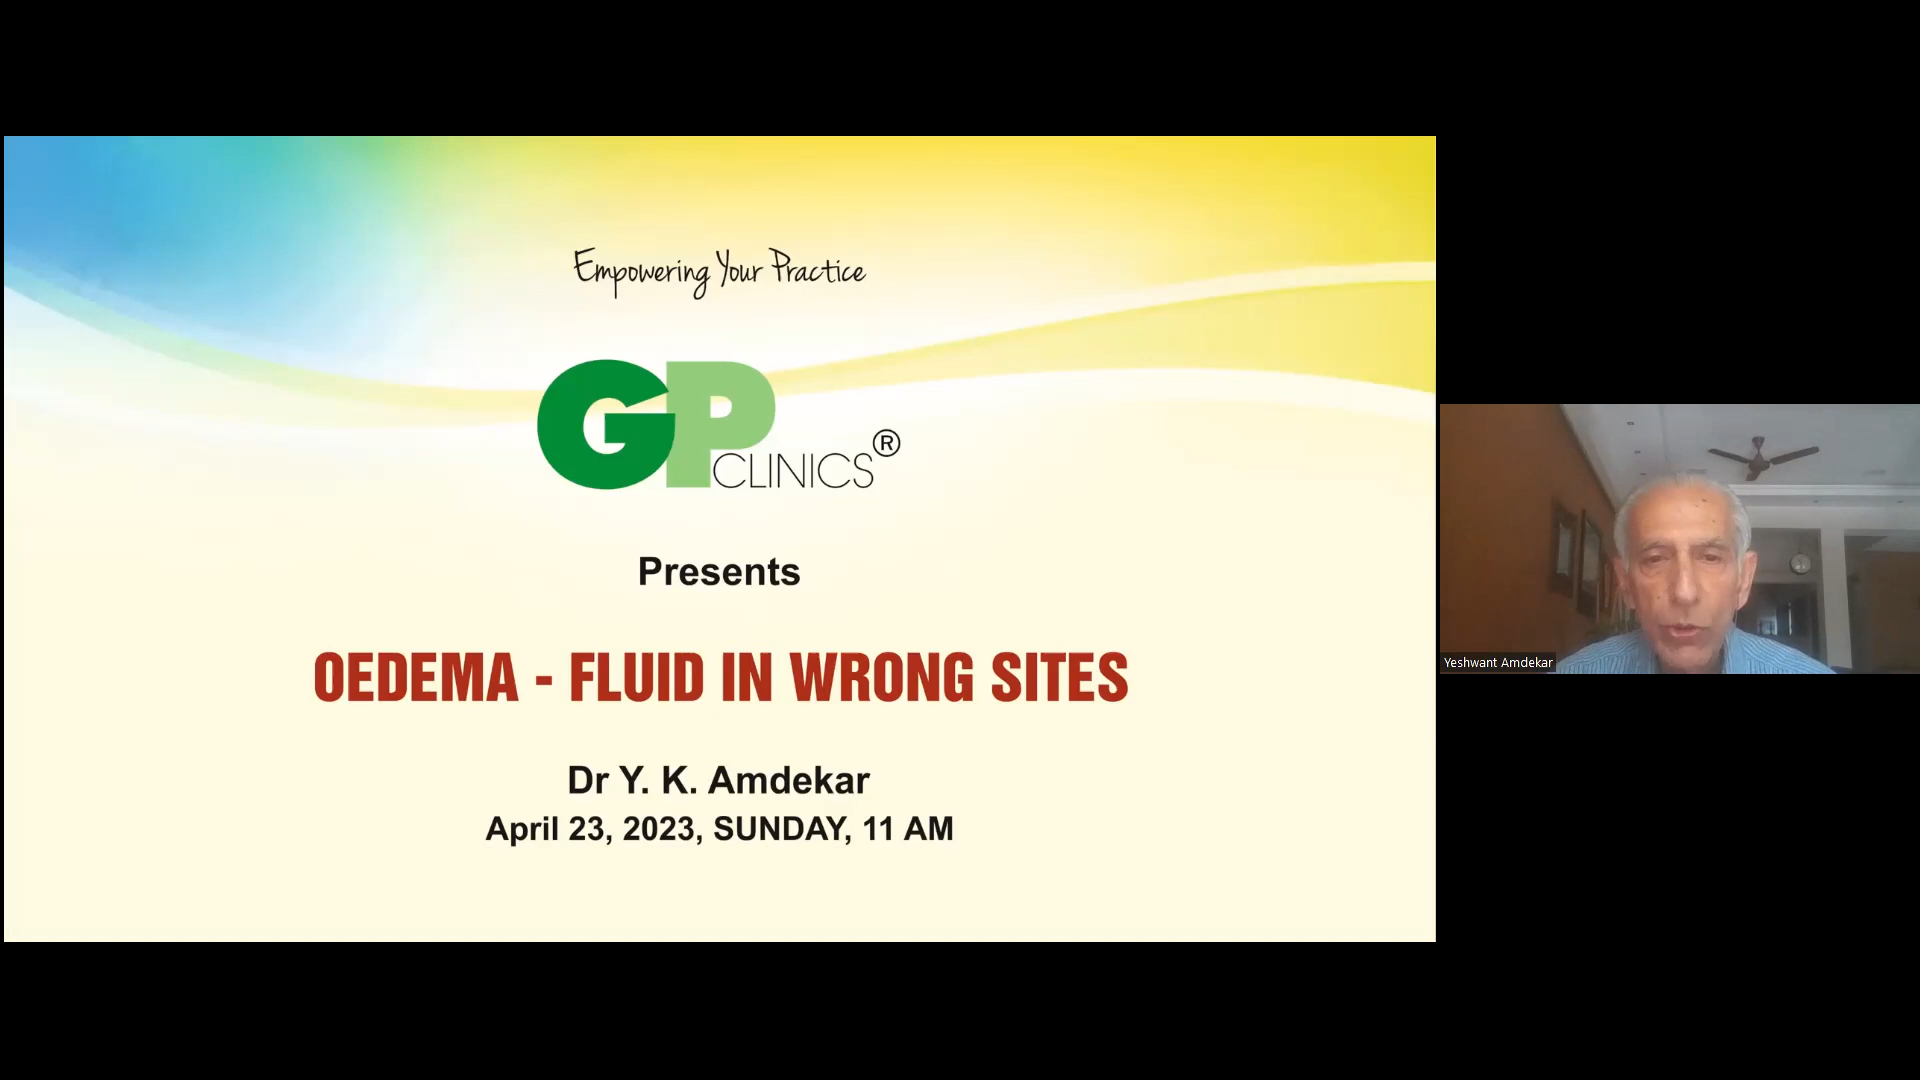 Empowering Your Practice
GP CLINICS®
Presents
OEDEMA - FLUID IN WRONG SITES
Dr Y. K. Amdekar
April 23, 2023, SUNDAY, 11 AM
Yeshwant Amdekar